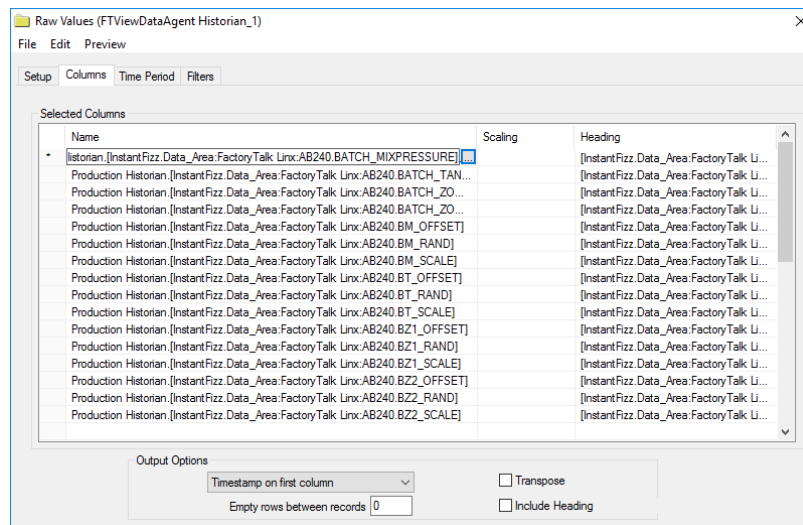 Raw Values (FTViewDataAgent Historian_1)
File Edit Preview
Setup Columns Time Period Filters
Selected Columns
Name Scaling Heading
* listorian.[InstantFizz.Data_Area:FactoryTalk Linx:AB240.BATCH_MIXPRESSURE] ... [InstantFizz.Data_Area:FactoryTalk Li...
Production Historian.[InstantFizz.Data_Area:FactoryTalk Linx:AB240.BATCH_TAN... [InstantFizz.Data_Area:FactoryTalk Li...
Production Historian.[InstantFizz.Data_Area:FactoryTalk Linx:AB240.BATCH_ZO... [InstantFizz.Data_Area:FactoryTalk Li...
Production Historian.[InstantFizz.Data_Area:FactoryTalk Linx:AB240.BATCH_ZO... [InstantFizz.Data_Area:FactoryTalk Li...
Production Historian.[InstantFizz.Data_Area:FactoryTalk Linx:AB240.BM_OFFSET] [InstantFizz.Data_Area:FactoryTalk Li...
Production Historian.[InstantFizz.Data_Area:FactoryTalk Linx:AB240.BM_RAND] [InstantFizz.Data_Area:FactoryTalk Li...
Production Historian.[InstantFizz.Data_Area:FactoryTalk Linx:AB240.BM_SCALE] [InstantFizz.Data_Area:FactoryTalk Li...
Production Historian.[InstantFizz.Data_Area:FactoryTalk Linx:AB240.BT_OFFSET] [InstantFizz.Data_Area:FactoryTalk Li...
Production Historian.[InstantFizz.Data_Area:FactoryTalk Linx:AB240.BT_RAND] [InstantFizz.Data_Area:FactoryTalk Li...
Production Historian.[InstantFizz.Data_Area:FactoryTalk Linx:AB240.BT_SCALE] [InstantFizz.Data_Area:FactoryTalk Li...
Production Historian.[InstantFizz.Data_Area:FactoryTalk Linx:AB240.BZ1_OFFSET] [InstantFizz.Data_Area:FactoryTalk Li...
Production Historian.[InstantFizz.Data_Area:FactoryTalk Linx:AB240.BZ1_RAND] [InstantFizz.Data_Area:FactoryTalk Li...
Production Historian.[InstantFizz.Data_Area:FactoryTalk Linx:AB240.BZ1_SCALE] [InstantFizz.Data_Area:FactoryTalk Li...
Production Historian.[InstantFizz.Data_Area:FactoryTalk Linx:AB240.BZ2_OFFSET] [InstantFizz.Data_Area:FactoryTalk Li...
Production Historian.[InstantFizz.Data_Area:FactoryTalk Linx:AB240.BZ2_RAND] [InstantFizz.Data_Area:FactoryTalk Li...
Production Historian.[InstantFizz.Data_Area:FactoryTalk Linx:AB240.BZ2_SCALE] [InstantFizz.Data_Area:FactoryTalk Li...
Output Options
Timestamp on first column Transpose
Empty rows between records 0 Include Heading